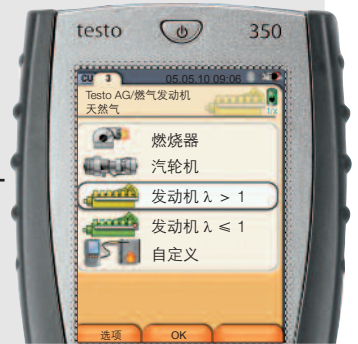 testo 350
CU 3 05.05.10 09:06
Testo AG/燃气发动机
天然气
1/x
燃烧器
汽轮机
发动机 λ > 1
发动机 λ ≤ 1
自定义
选项 OK